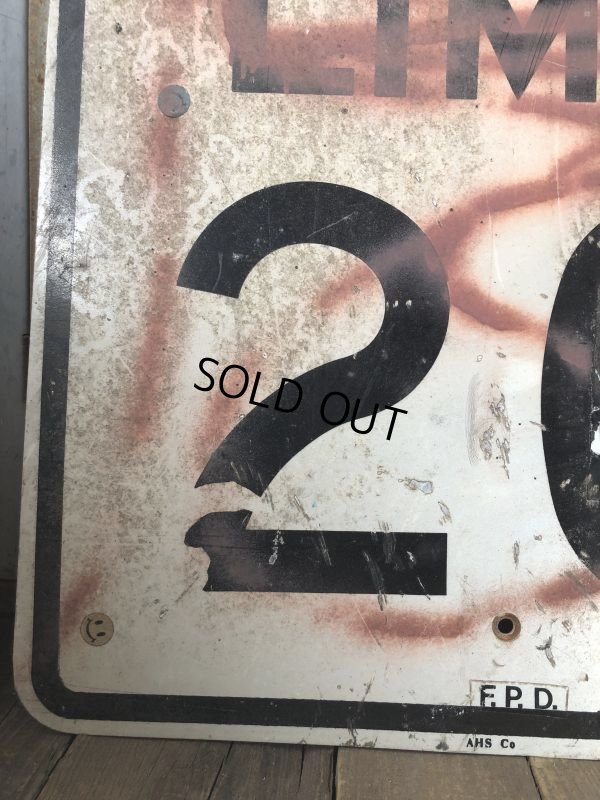 LIM
20
SOLD OUT
F.P.D.
AHS Co